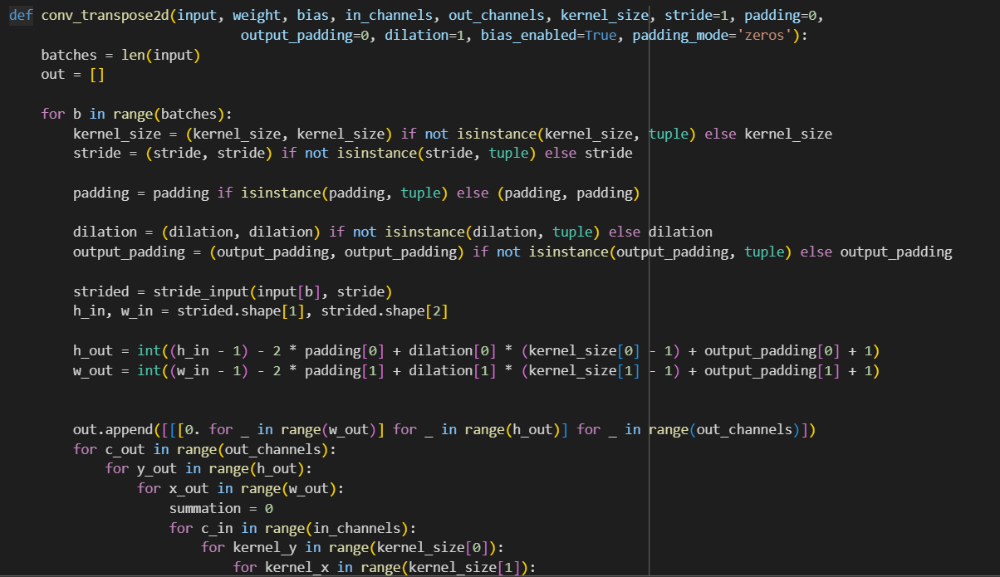 def conv_transpose2d(input, weight, bias, in_channels, out_channels, kernel_size, stride=1, padding=0,
                     output_padding=0, dilation=1, bias_enabled=True, padding_mode='zeros'):
    batches = len(input)
    out = []

    for b in range(batches):
        kernel_size = (kernel_size, kernel_size) if not isinstance(kernel_size, tuple) else kernel_size
        stride = (stride, stride) if not isinstance(stride, tuple) else stride

        padding = padding if isinstance(padding, tuple) else (padding, padding)

        dilation = (dilation, dilation) if not isinstance(dilation, tuple) else dilation
        output_padding = (output_padding, output_padding) if not isinstance(output_padding, tuple) else output_padding

        strided = stride_input(input[b], stride)
        h_in, w_in = strided.shape[1], strided.shape[2]

        h_out = int((h_in - 1) - 2 * padding[0] + dilation[0] * (kernel_size[0] - 1) + output_padding[0] + 1)
        w_out = int((w_in - 1) - 2 * padding[1] + dilation[1] * (kernel_size[1] - 1) + output_padding[1] + 1)


        out.append([[[0. for _ in range(w_out)] for _ in range(h_out)] for _ in range(out_channels)])
        for c_out in range(out_channels):
            for y_out in range(h_out):
                for x_out in range(w_out):
                    summation = 0
                    for c_in in range(in_channels):
                        for kernel_y in range(kernel_size[0]):
                            for kernel_x in range(kernel_size[1]):